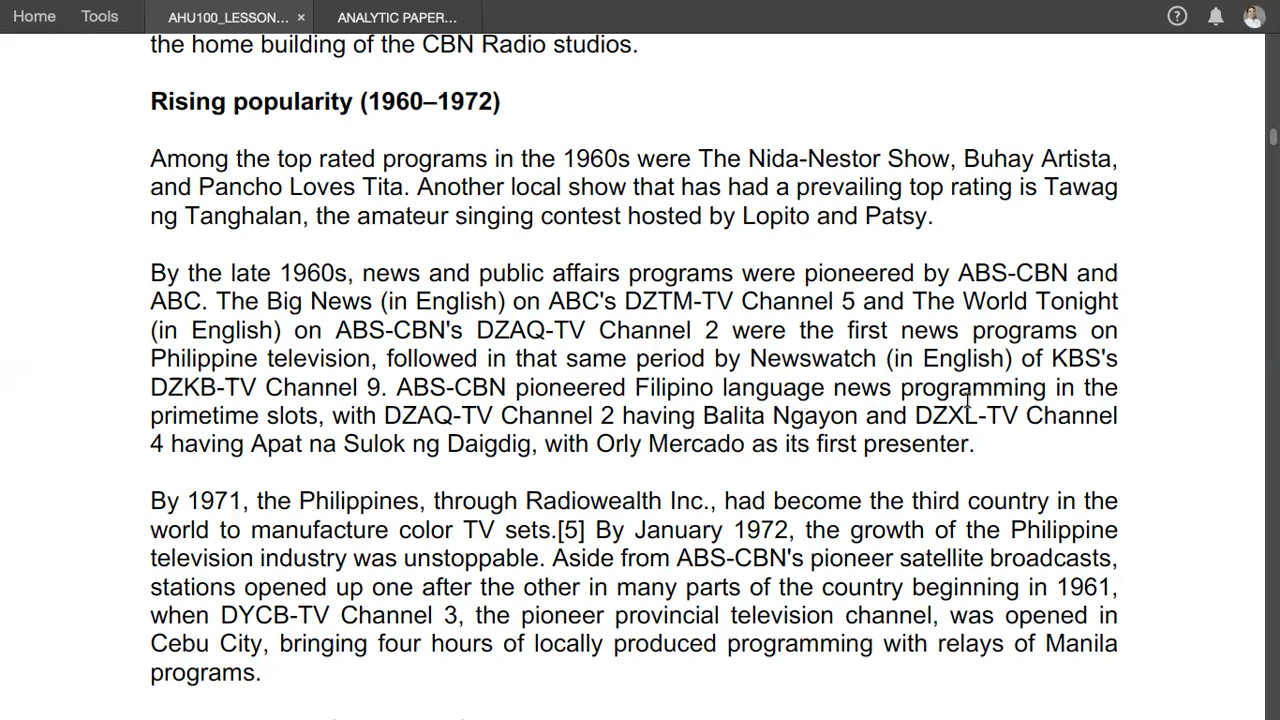 Home Tools AHU100_LESSON... × ANALYTIC PAPER...
the home building of the CBN Radio studios.
Rising popularity (1960–1972)
Among the top rated programs in the 1960s were The Nida-Nestor Show, Buhay Artista,
and Pancho Loves Tita. Another local show that has had a prevailing top rating is Tawag
ng Tanghalan, the amateur singing contest hosted by Lopito and Patsy.
By the late 1960s, news and public affairs programs were pioneered by ABS-CBN and
ABC. The Big News (in English) on ABC's DZTM-TV Channel 5 and The World Tonight
(in English) on ABS-CBN's DZAQ-TV Channel 2 were the first news programs on
Philippine television, followed in that same period by Newswatch (in English) of KBS's
DZKB-TV Channel 9. ABS-CBN pioneered Filipino language news programming in the
primetime slots, with DZAQ-TV Channel 2 having Balita Ngayon and DZXL-TV Channel
4 having Apat na Sulok ng Daigdig, with Orly Mercado as its first presenter.
By 1971, the Philippines, through Radiowealth Inc., had become the third country in the
world to manufacture color TV sets.[5] By January 1972, the growth of the Philippine
television industry was unstoppable. Aside from ABS-CBN's pioneer satellite broadcasts,
stations opened up one after the other in many parts of the country beginning in 1961,
when DYCB-TV Channel 3, the pioneer provincial television channel, was opened in
Cebu City, bringing four hours of locally produced programming with relays of Manila
programs.